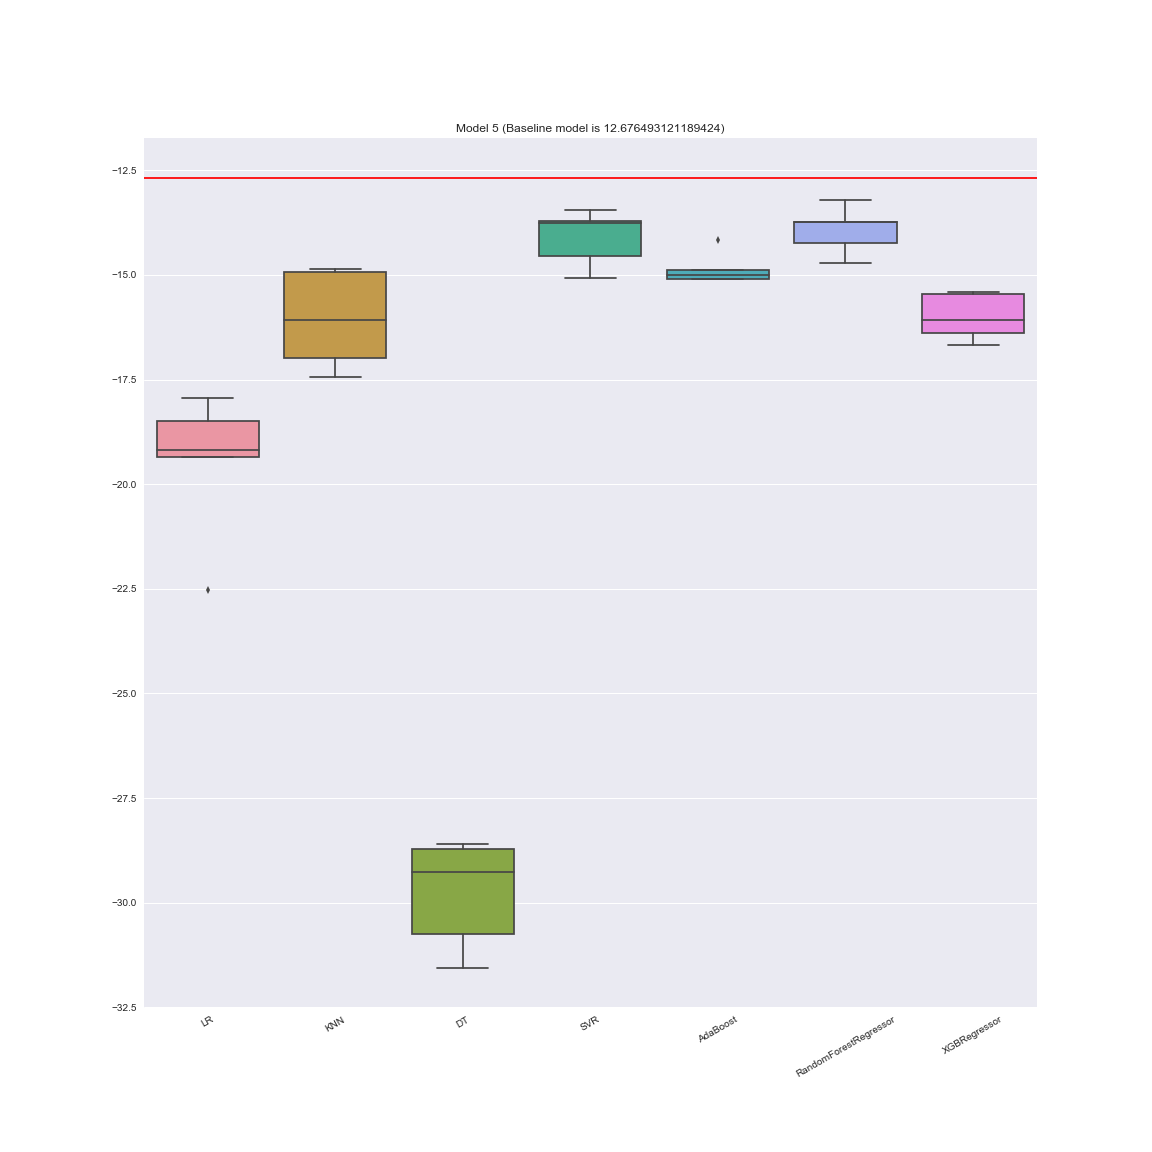 Model 5 (Baseline model is 12.676493121189424)
−12.5
−15.0
−17.5
−20.0
−22.5
−25.0
−27.5
−30.0
−32.5
LR
KNN
DT
SVR
AdaBoost
RandomForestRegressor
XGBRegressor